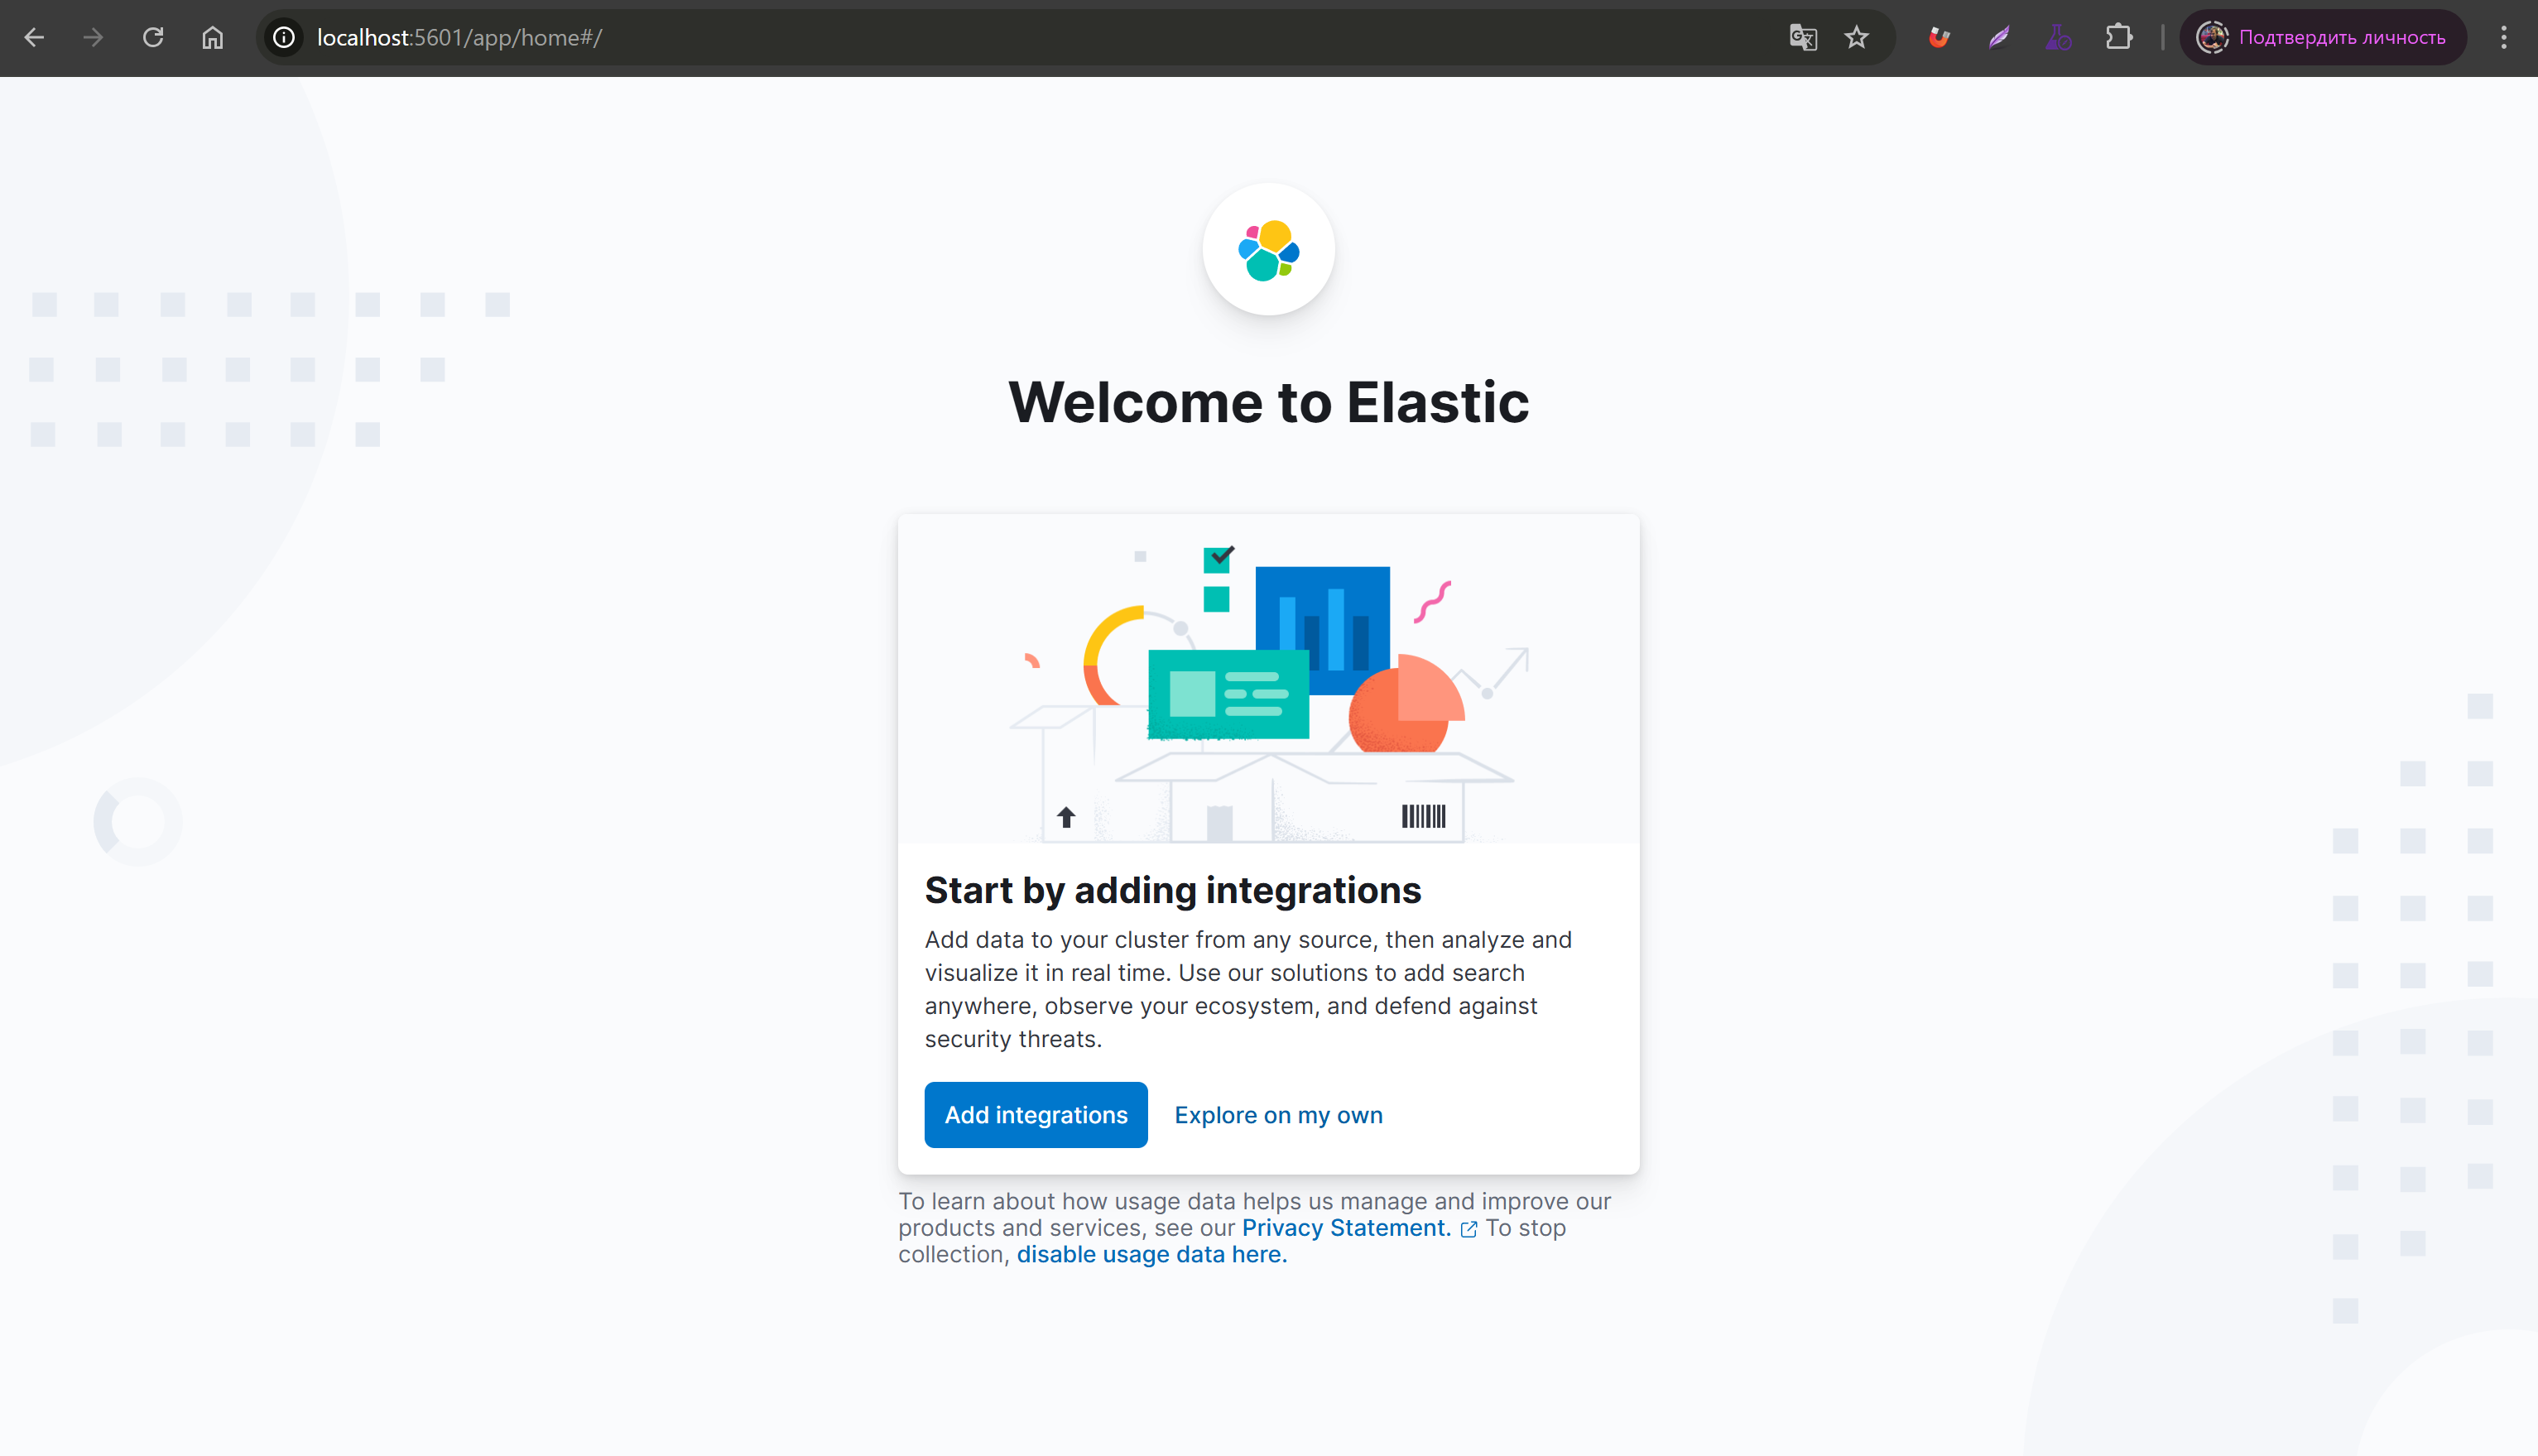 localhost:5601/app/home#/
Подтвердить личность
Welcome to Elastic
Start by adding integrations
Add data to your cluster from any source, then analyze and
visualize it in real time. Use our solutions to add search
anywhere, observe your ecosystem, and defend against
security threats.
Add integrations
Explore on my own
To learn about how usage data helps us manage and improve our
products and services, see our Privacy Statement. To stop
collection, disable usage data here.